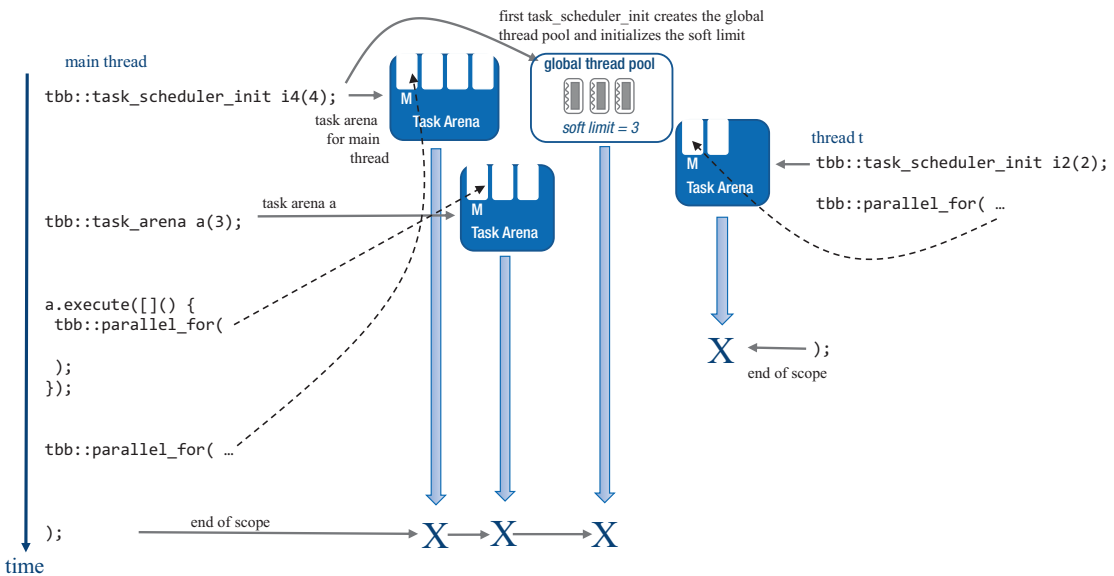 first task_scheduler_init creates the global
thread pool and initializes the soft limit
main thread
global thread pool
tbb::task_scheduler_init i4(4);
M
Task Arena
soft limit = 3
task arena
for main
thread
thread t
M
Task Arena
tbb::task_scheduler_init i2(2);
tbb::parallel_for( …
tbb::task_arena a(3);
task arena a
M
Task Arena
a.execute([]() {
tbb::parallel_for(
);
});
X
);
end of scope
tbb::parallel_for( …
);
end of scope
X
X
X
time